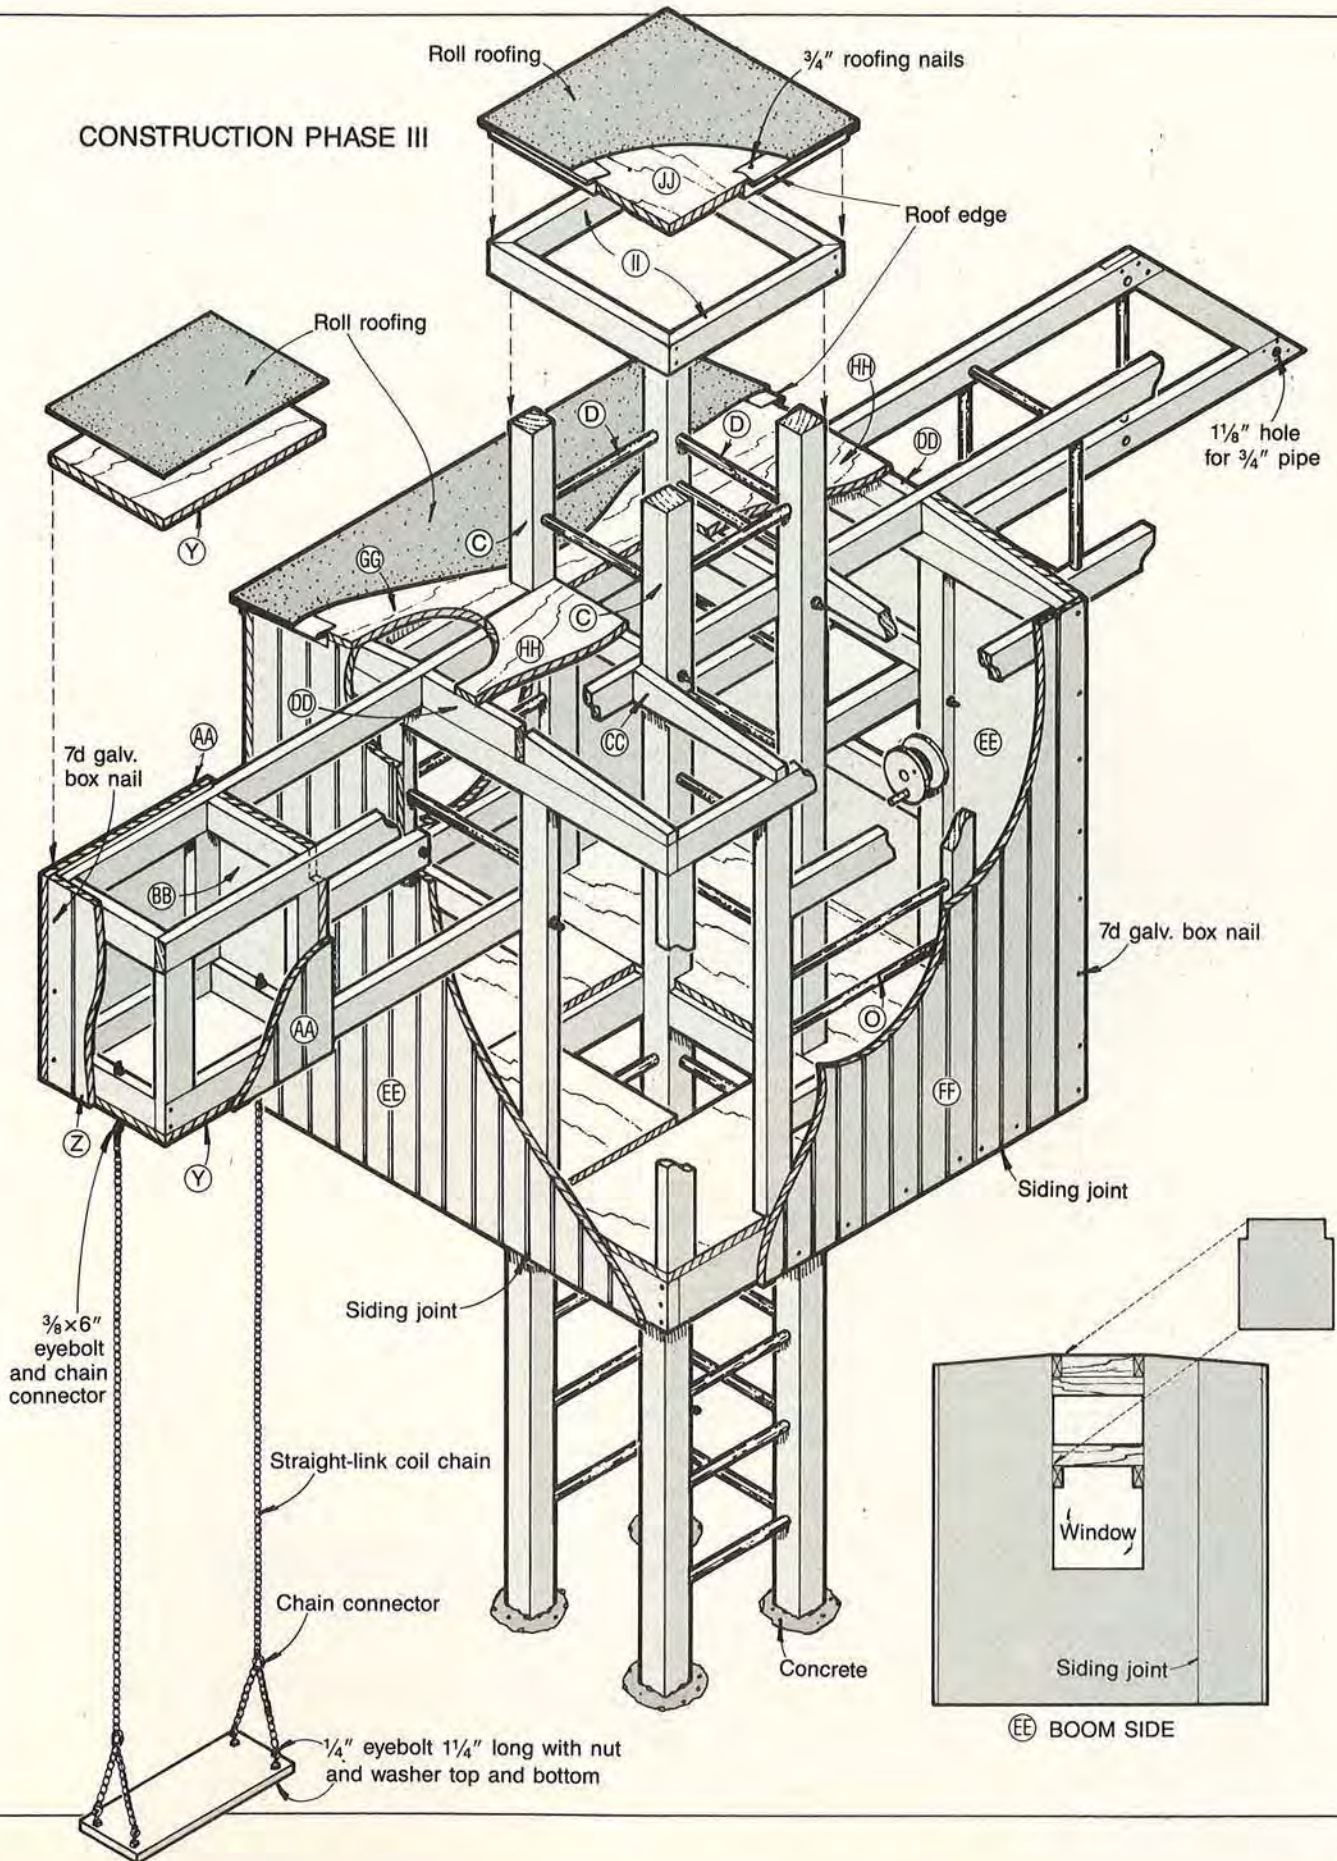 CONSTRUCTION PHASE III
Roll roofing
¾″ roofing nails
JJ
Roof edge
II
Roll roofing
HH
D
D
DD
1⅛″ hole
for ¾″ pipe
Y
C
GG
C
HH
DD
CC
EE
AA
7d galv.
box nail
BB
7d galv. box nail
O
AA
EE
FF
Z
Y
Siding joint
Siding joint
⅜×6″
eyebolt
and chain
connector
Straight-link coil chain
Window
Chain connector
Concrete
Siding joint
EE BOOM SIDE
¼″ eyebolt 1¼″ long with nut
and washer top and bottom